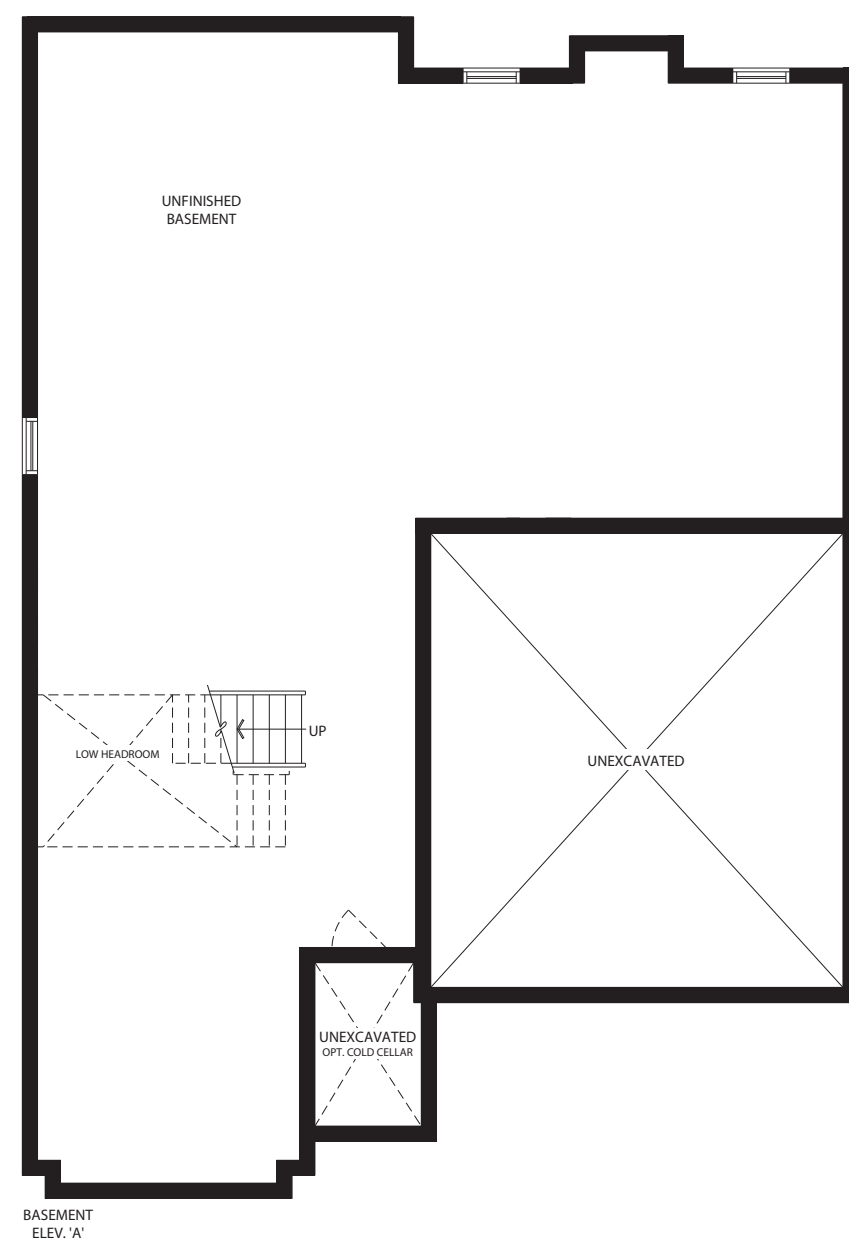 UNFINISHED
BASEMENT
UP
LOW HEADROOM
UNEXCAVATED
UNEXCAVATED
OPT. COLD CELLAR
BASEMENT
ELEV. 'A'